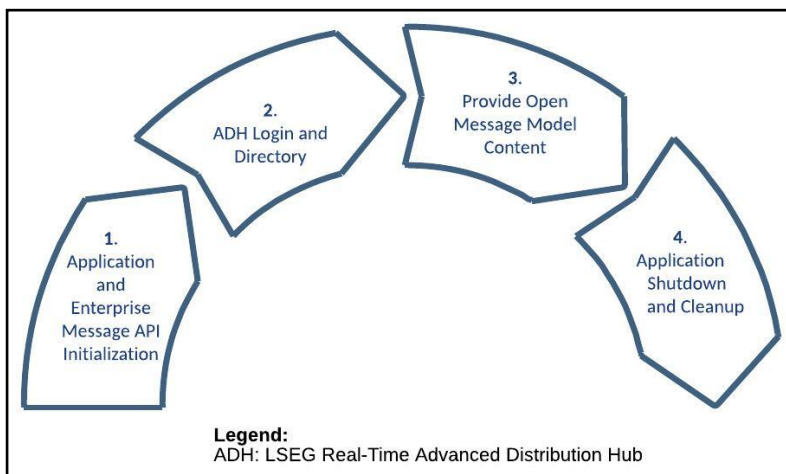 1.
Application
and
Enterprise
Message API
Initialization
2.
ADH Login and
Directory
3.
Provide Open
Message Model
Content
4.
Application
Shutdown
and Cleanup
Legend:
ADH: LSEG Real-Time Advanced Distribution Hub